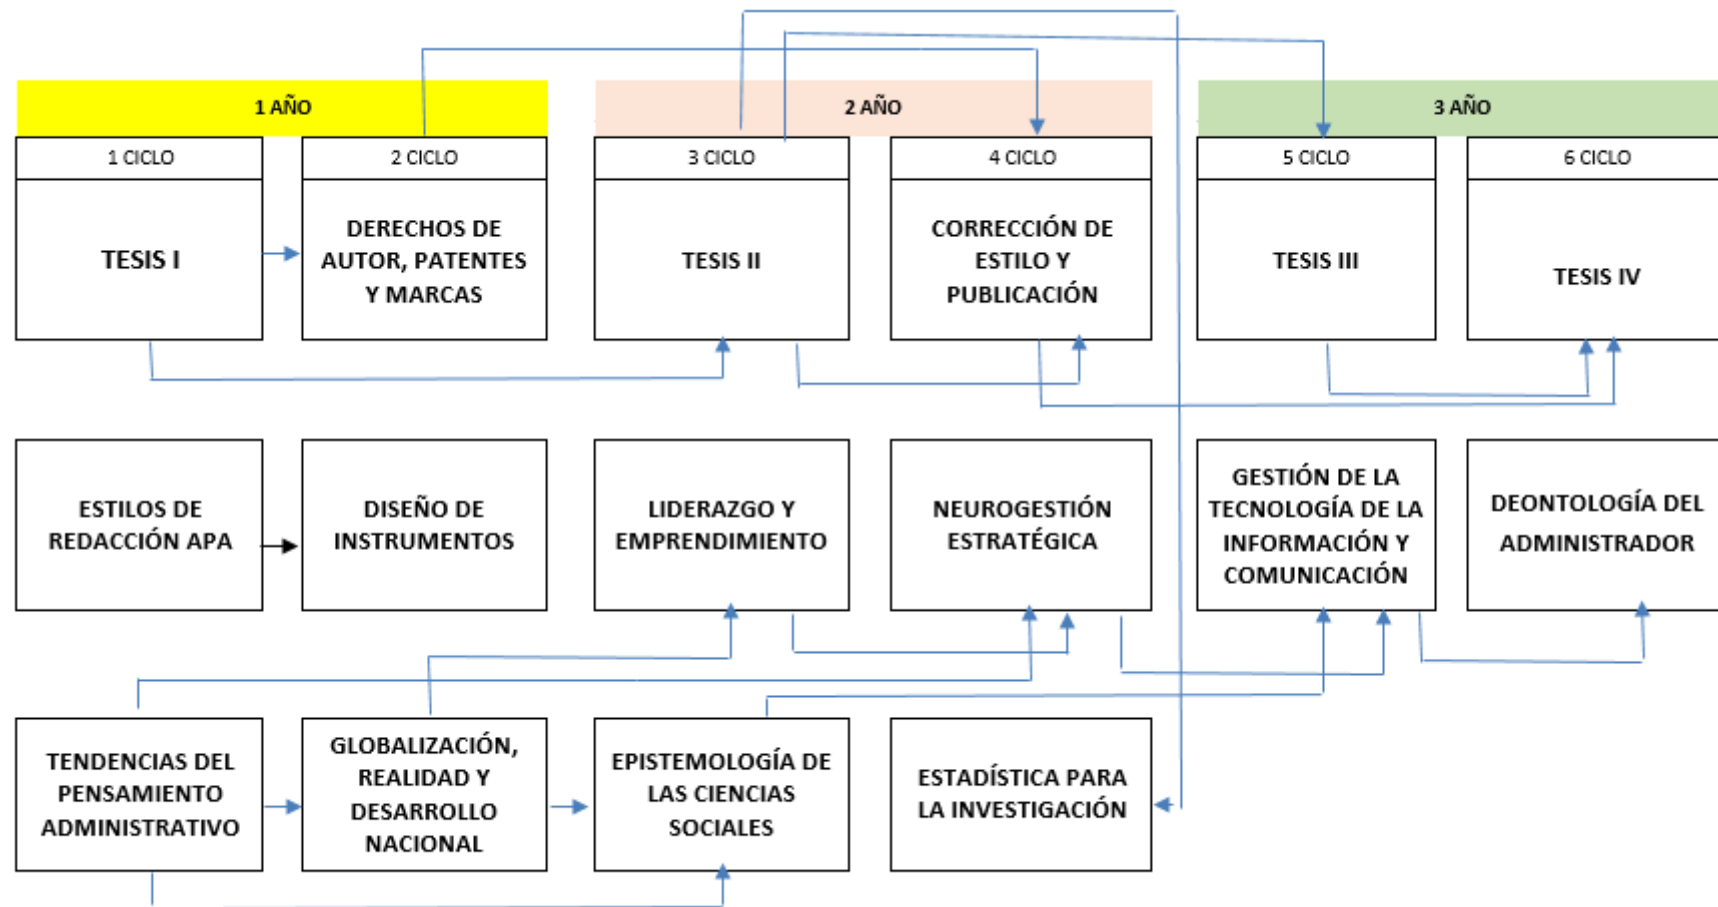 1 AÑO
2 AÑO
3 AÑO
1 CICLO
2 CICLO
3 CICLO
4 CICLO
5 CICLO
6 CICLO
TESIS I
DERECHOS DE
AUTOR, PATENTES
Y MARCAS
TESIS II
CORRECCIÓN DE
ESTILO Y
PUBLICACIÓN
TESIS III
TESIS IV
ESTILOS DE
REDACCIÓN APA
DISEÑO DE
INSTRUMENTOS
LIDERAZGO Y
EMPRENDIMIENTO
NEUROGESTIÓN
ESTRATÉGICA
GESTIÓN DE LA
TECNOLOGÍA DE LA
INFORMACIÓN Y
COMUNICACIÓN
DEONTOLOGÍA DEL
ADMINISTRADOR
TENDENCIAS DEL
PENSAMIENTO
ADMINISTRATIVO
GLOBALIZACIÓN,
REALIDAD Y
DESARROLLO
NACIONAL
EPISTEMOLOGÍA DE
LAS CIENCIAS
SOCIALES
ESTADÍSTICA PARA
LA INVESTIGACIÓN